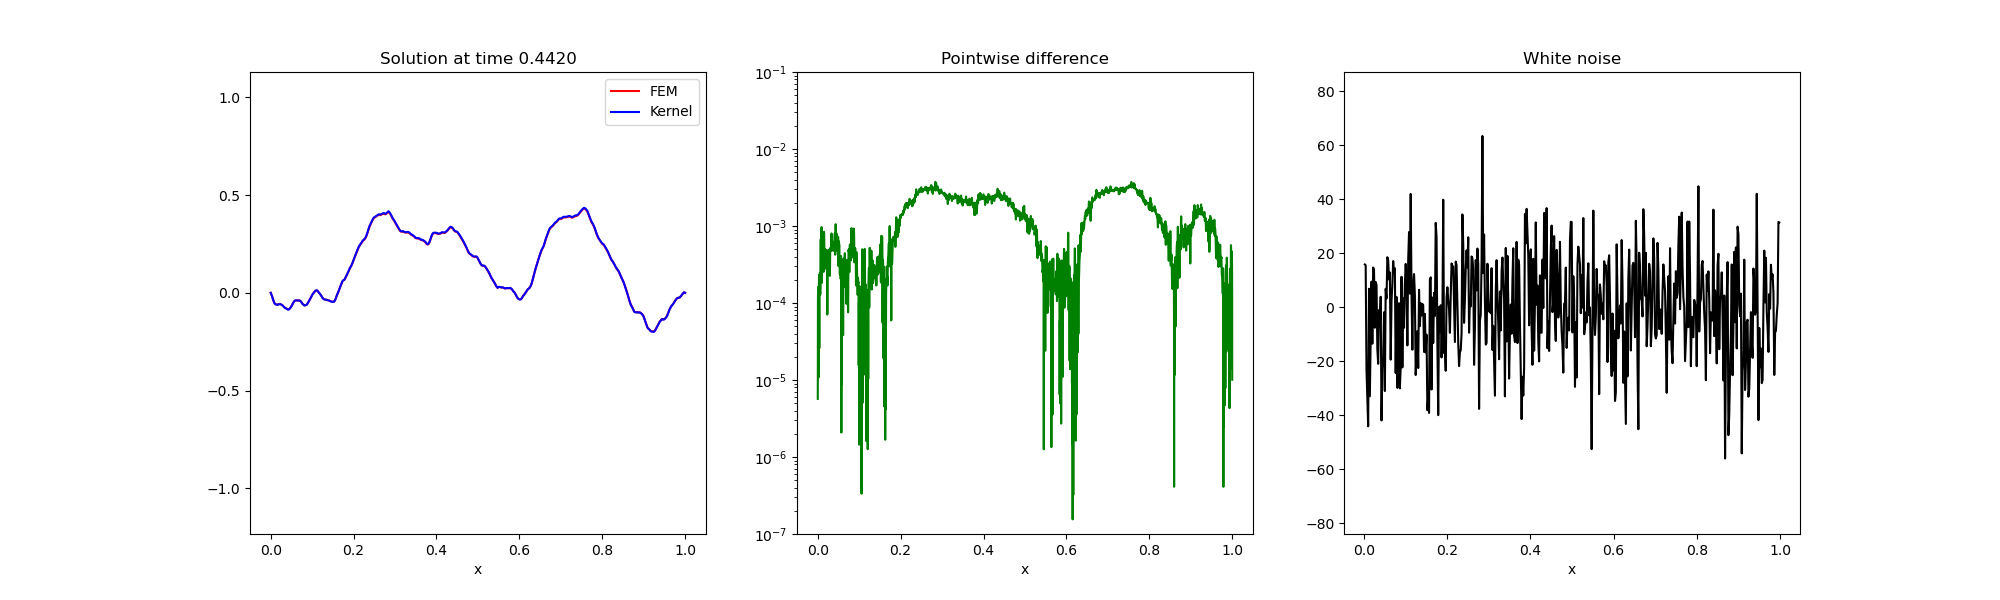 Solution at time 0.4420
1.0
0.5
0.0
−0.5
−1.0
0.0 0.2 0.4 0.6 0.8 1.0
x
FEM
Kernel
Pointwise difference
10⁻¹
10⁻²
10⁻³
10⁻⁴
10⁻⁵
10⁻⁶
10⁻⁷
0.0 0.2 0.4 0.6 0.8 1.0
x
White noise
80
60
40
20
0
−20
−40
−60
−80
0.0 0.2 0.4 0.6 0.8 1.0
x